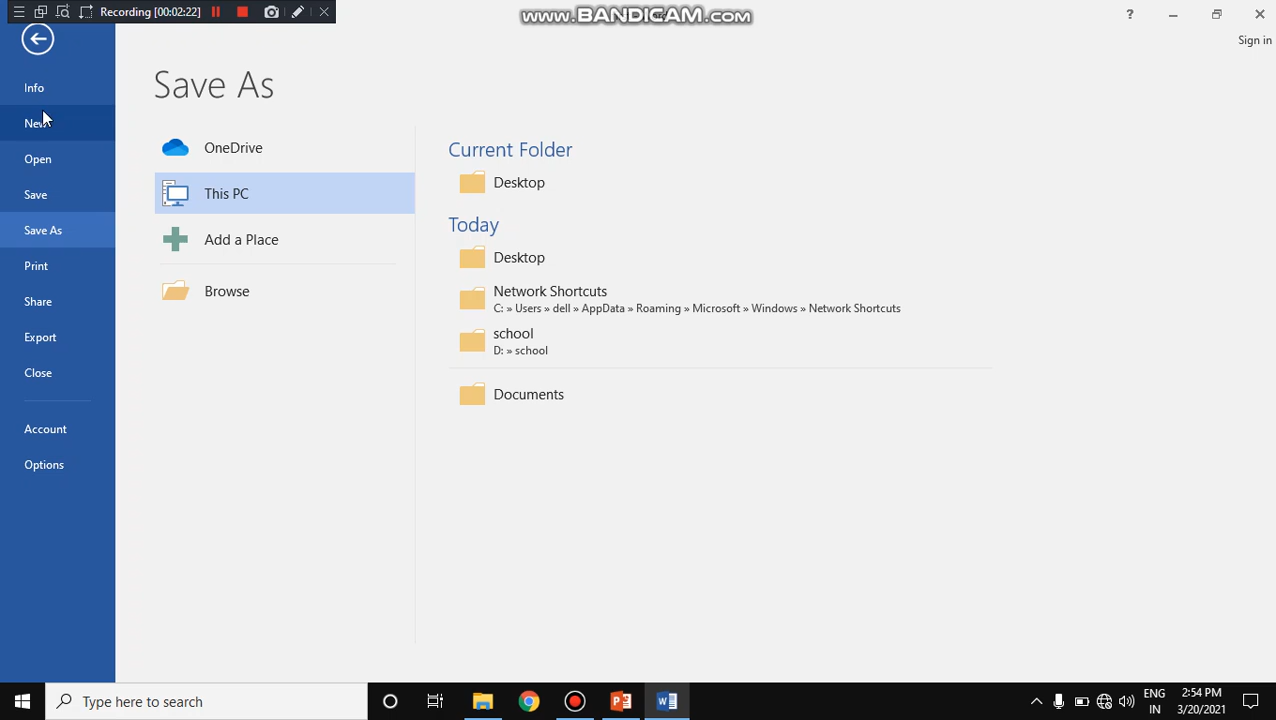 Recording [00:02:22]
www.BANDICAM.com
?
Sign in
Info
New
Open
Save
Save As
Print
Share
Export
Close
Account
Options
Save As
OneDrive
This PC
Add a Place
Browse
Current Folder
Desktop
Today
Desktop
Network Shortcuts
C: » Users » dell » AppData » Roaming » Microsoft » Windows » Network Shortcuts
school
D: » school
Documents
Type here to search
ENG
IN
2:54 PM
3/20/2021